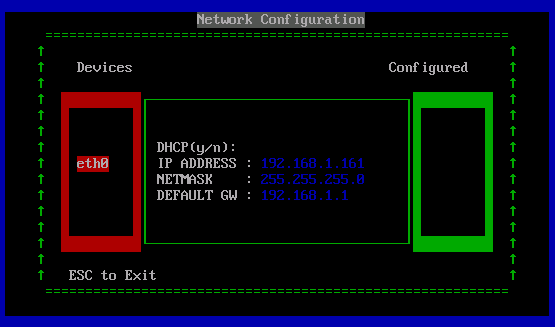 Network Configuration
Devices
Configured
DHCP(y/n):
eth0
IP ADDRESS : 192.168.1.161
NETMASK : 255.255.255.0
DEFAULT GW : 192.168.1.1
ESC to Exit